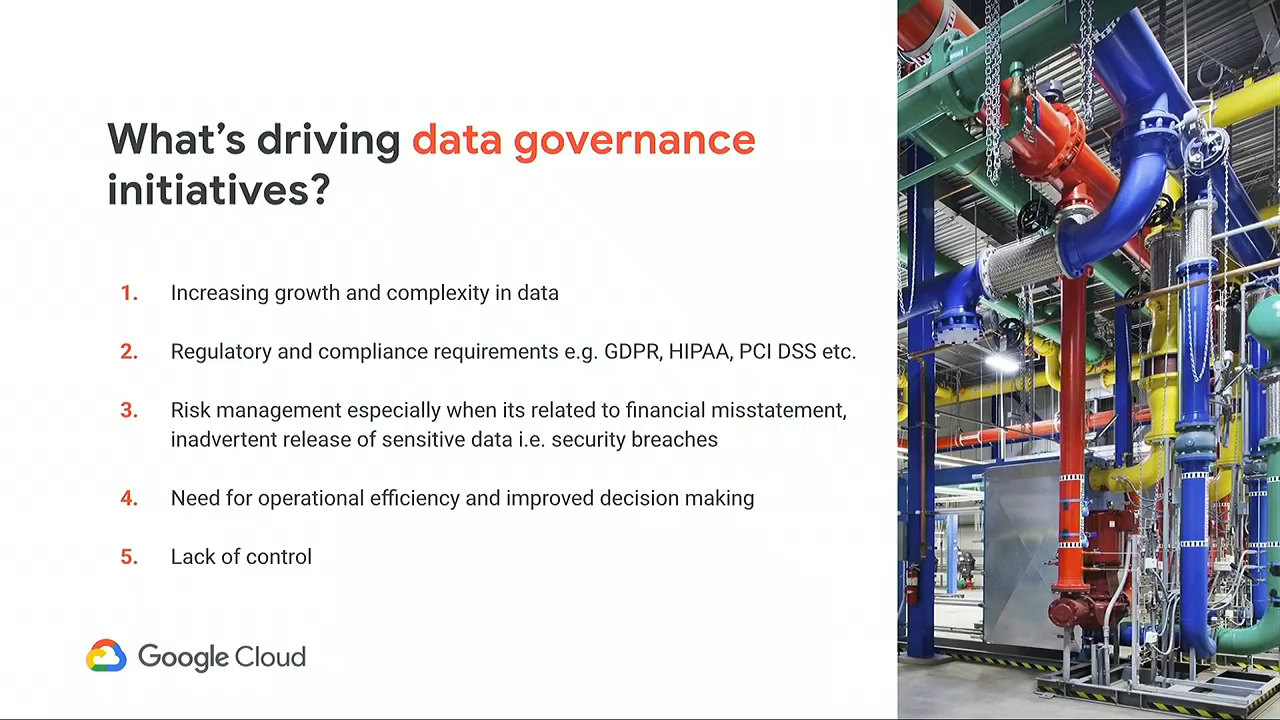 What's driving data governance
initiatives?
1. Increasing growth and complexity in data
2. Regulatory and compliance requirements e.g. GDPR, HIPAA, PCI DSS etc.
3. Risk management especially when its related to financial misstatement,
inadvertent release of sensitive data i.e. security breaches
4. Need for operational efficiency and improved decision making
5. Lack of control
Google Cloud